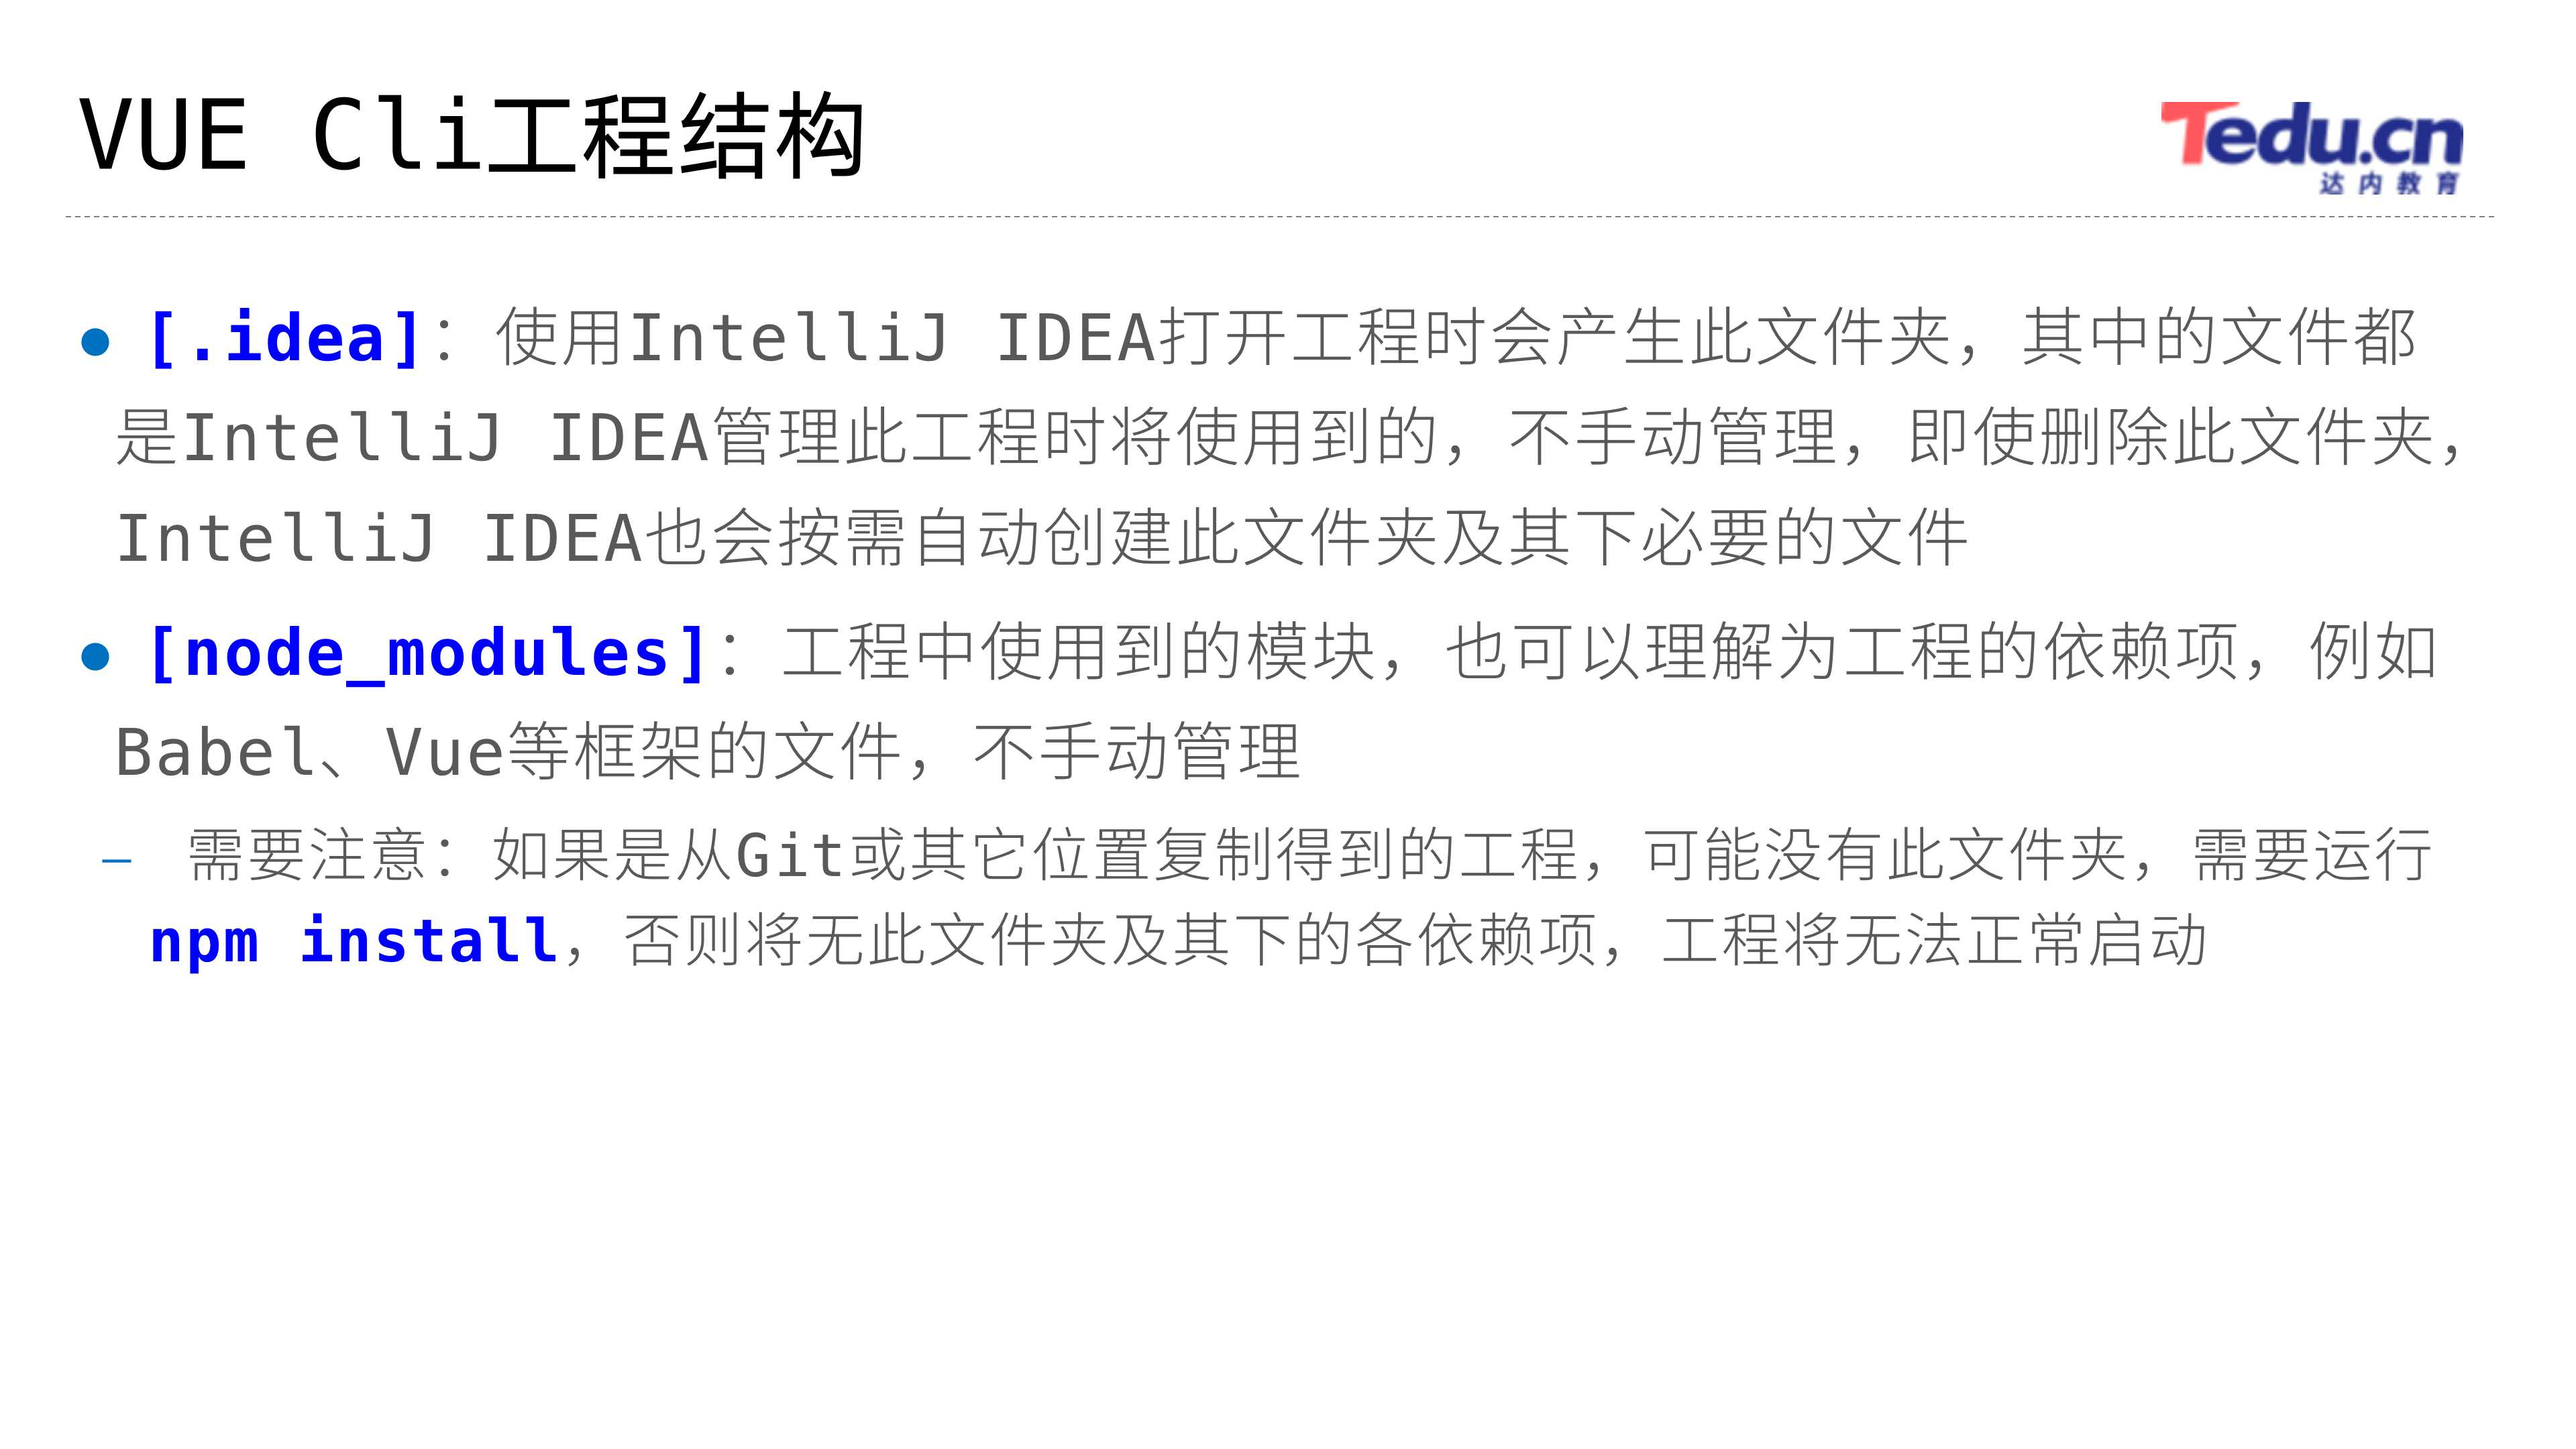 VUE Cli工程结构
Tedu.cn
达内教育
● [.idea]：使用IntelliJ IDEA打开工程时会产生此文件夹，其中的文件都
是IntelliJ IDEA管理此工程时将使用到的，不手动管理，即使删除此文件夹，
IntelliJ IDEA也会按需自动创建此文件夹及其下必要的文件
● [node_modules]：工程中使用到的模块，也可以理解为工程的依赖项，例如
Babel、Vue等框架的文件，不手动管理
– 需要注意：如果是从Git或其它位置复制得到的工程，可能没有此文件夹，需要运行
npm install，否则将无此文件夹及其下的各依赖项，工程将无法正常启动